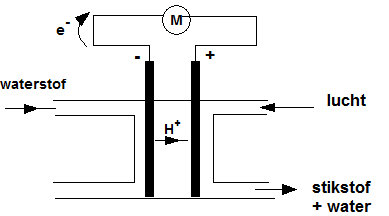 M
e-
- +
waterstof
lucht
H+
stikstof
+ water